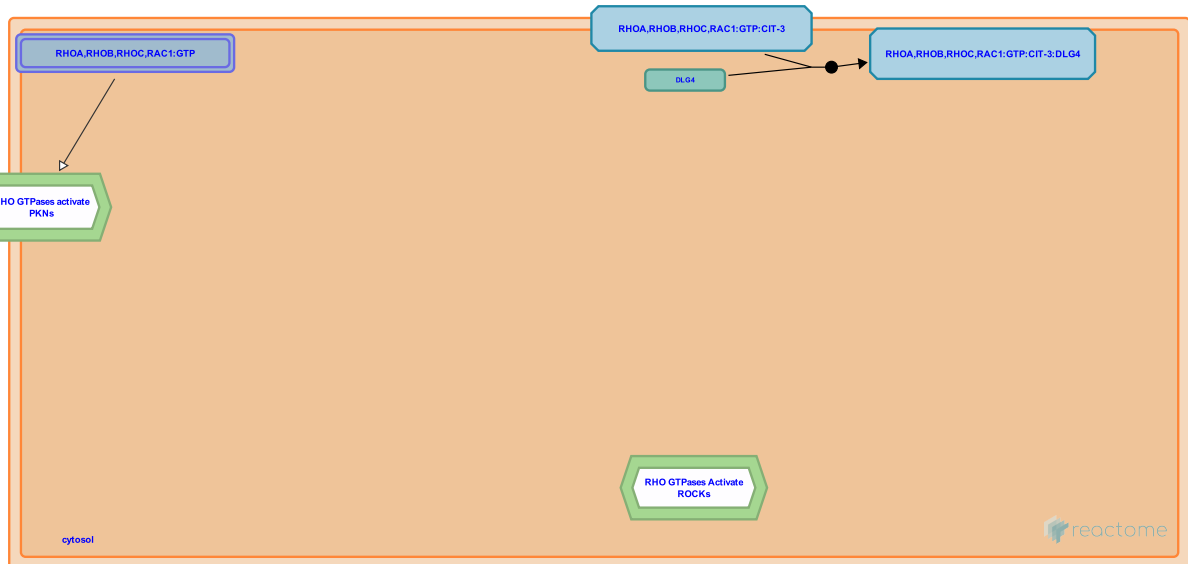 RHOA,RHOB,RHOC,RAC1:GTP:CIT-3
RHOA,RHOB,RHOC,RAC1:GTP
RHOA,RHOB,RHOC,RAC1:GTP:CIT-3:DLG4
DLG4
HO GTPases activate
PKNs
RHO GTPases Activate
ROCKs
cytosol
reactome